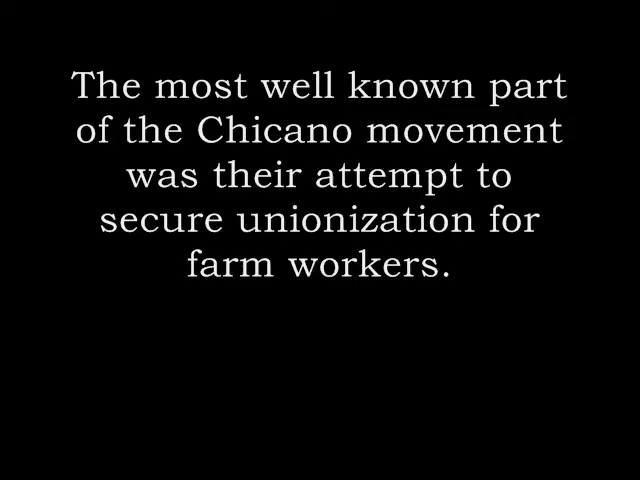 The most well known part
of the Chicano movement
was their attempt to
secure unionization for
farm workers.